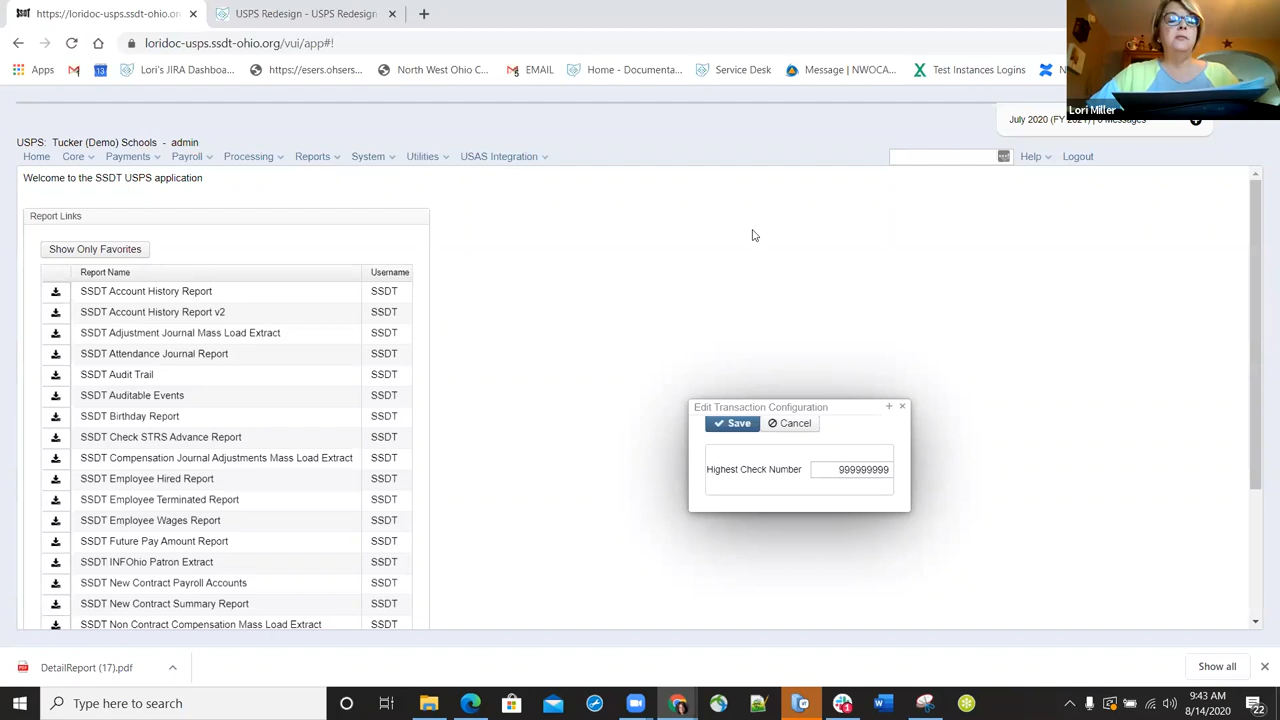 SSDT https://loridoc-usps.ssdt-ohio.org × USPS Redesign - USPS Redesign × +
loridoc-usps.ssdt-ohio.org/vui/app#!
Apps Lori's JIRA Dashboa... https://esers.ohsers... North West Ohio C... EMAIL Home - Documenta... Service Desk Message | NWOCA... Test Instances Logins N
Lori Miller
July 2020 (FY 2021) | 0 Messages
USPS: Tucker (Demo) Schools - admin
Home Core Payments Payroll Processing Reports System Utilities USAS Integration Help Logout
Welcome to the SSDT USPS application
Report Links
Show Only Favorites
Report Name Username
SSDT Account History Report SSDT
SSDT Account History Report v2 SSDT
SSDT Adjustment Journal Mass Load Extract SSDT
SSDT Attendance Journal Report SSDT
SSDT Audit Trail SSDT
SSDT Auditable Events SSDT
SSDT Birthday Report SSDT
SSDT Check STRS Advance Report SSDT
SSDT Compensation Journal Adjustments Mass Load Extract SSDT
SSDT Employee Hired Report SSDT
SSDT Employee Terminated Report SSDT
SSDT Employee Wages Report SSDT
SSDT Future Pay Amount Report SSDT
SSDT INFOhio Patron Extract SSDT
SSDT New Contract Payroll Accounts SSDT
SSDT New Contract Summary Report SSDT
SSDT Non Contract Compensation Mass Load Extract SSDT
Edit Transaction Configuration + ×
Save Cancel
Highest Check Number 999999999
DetailReport (17).pdf Show all
Type here to search
9:43 AM
8/14/2020
22